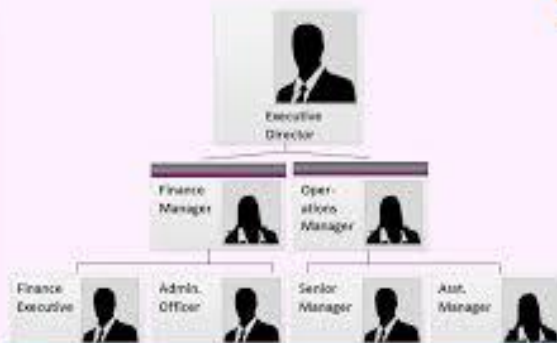 Executive
Director
Finance
Manager
Oper-
ations
Manager
Finance
Executive
Admin.
Officer
Senior
Manager
Asst.
Manager